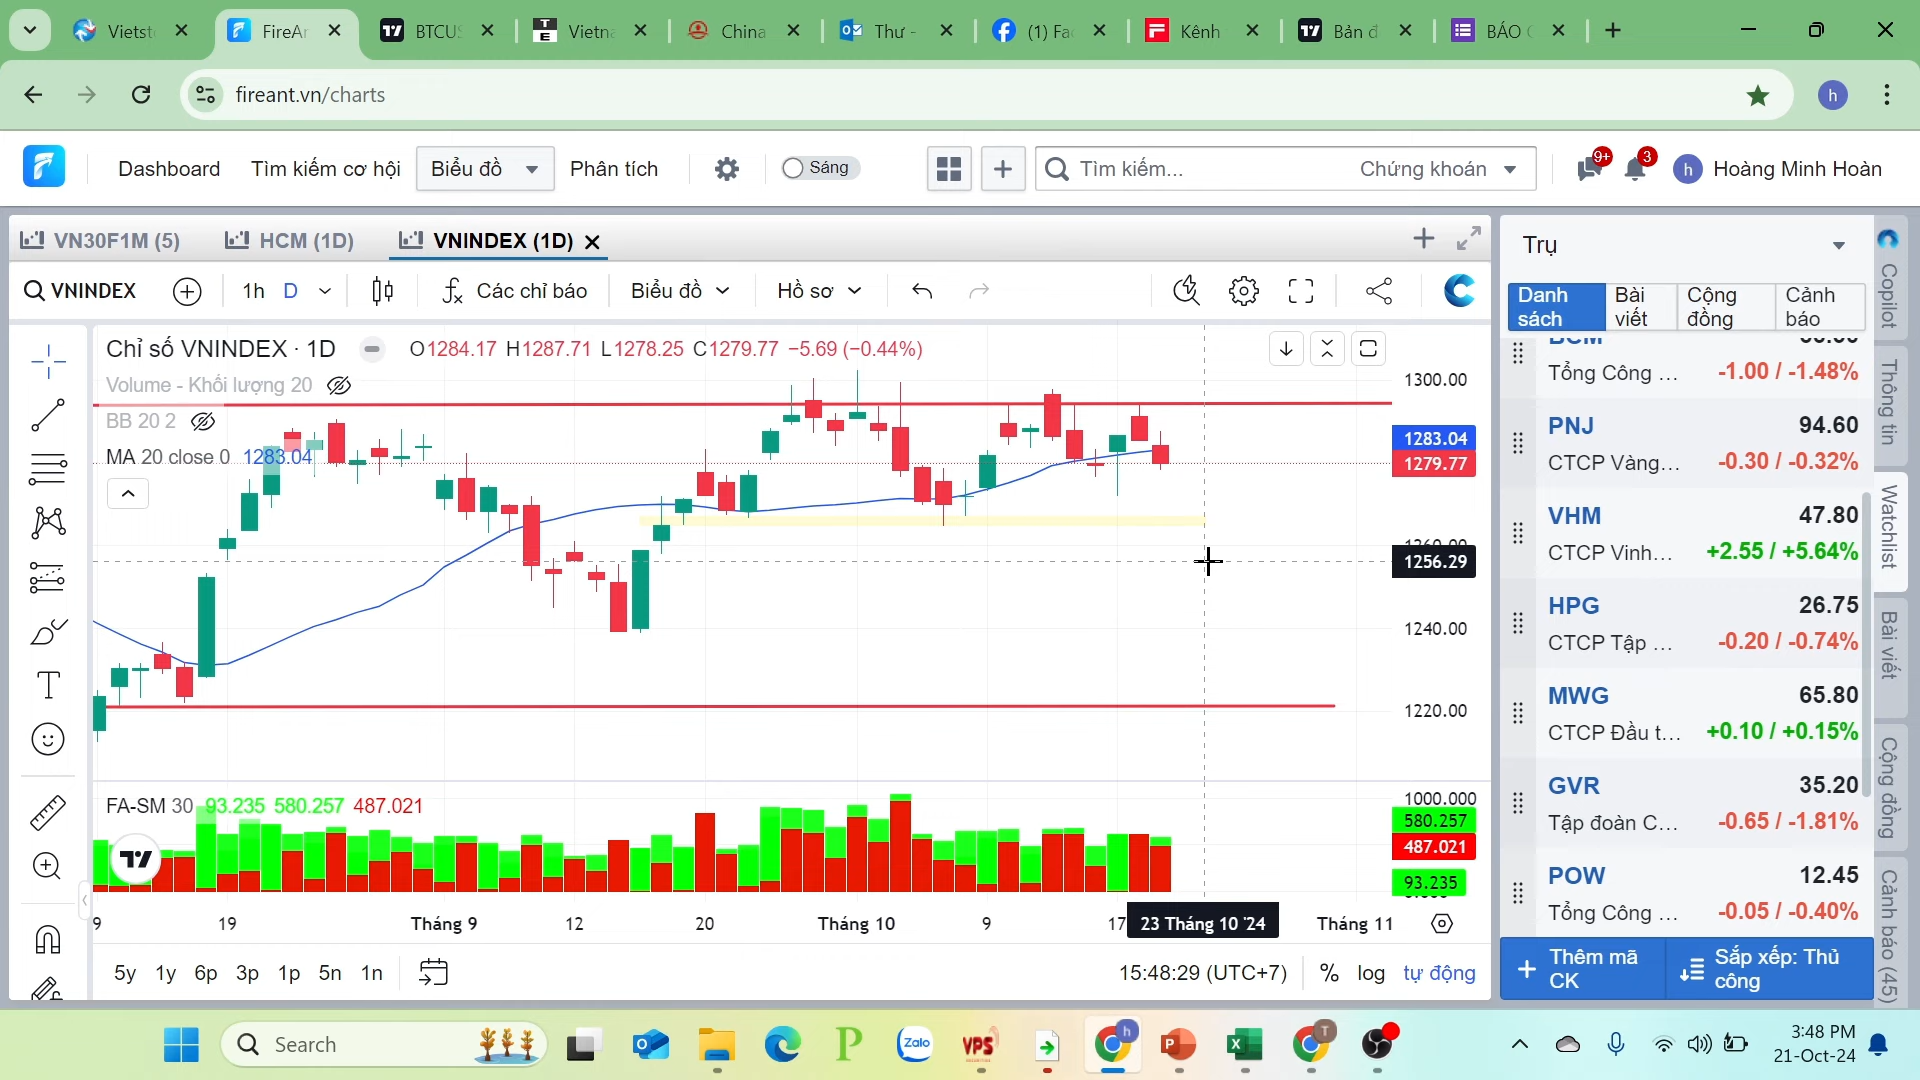 Vietst
FireAr
BTCUS
Vietna
China
Thư -
(1) Fac
Kênh
Bản đ
BÁO C
fireant.vn/charts
h
Dashboard
Tìm kiếm cơ hội
Biểu đồ
Phân tích
Sáng
Tìm kiếm...
Chứng khoán
9+
3
h
Hoàng Minh Hoàn
VN30F1M (5)
HCM (1D)
VNINDEX (1D)
VNINDEX
1h
D
Các chỉ báo
Biểu đồ
Hồ sơ
Chỉ số VNINDEX · 1D
O1284.17 H1287.71 L1278.25 C1279.77 −5.69 (−0.44%)
Volume - Khối lượng 20
BB 20 2
MA 20 close 0 1283.04
1300.00
1283.04
1279.77
1256.29
1240.00
1220.00
FA-SM 30 93.235 580.257 487.021
1000.000
580.257
487.021
93.235
9
19
Tháng 9
12
20
Tháng 10
9
17
23 Tháng 10 '24
Tháng 11
5y 1y 6p 3p 1p 5n 1n
15:48:29 (UTC+7)
%
log
tự động
Trụ
Danh sách
Bài viết
Cộng đồng
Cảnh báo
BCM
Tổng Công ...
-1.00 / -1.48%
PNJ
94.60
CTCP Vàng...
-0.30 / -0.32%
VHM
47.80
CTCP Vinh...
+2.55 / +5.64%
HPG
26.75
CTCP Tập ...
-0.20 / -0.74%
MWG
65.80
CTCP Đầu t...
+0.10 / +0.15%
GVR
35.20
Tập đoàn C...
-0.65 / -1.81%
POW
12.45
Tổng Công ...
-0.05 / -0.40%
Thêm mã CK
Sắp xếp: Thủ công
Copilot
Thông tin
Watchlist
Bài viết
Cộng đồng
Cảnh báo (45)
Search
Zalo
VPS
3:48 PM
21-Oct-24